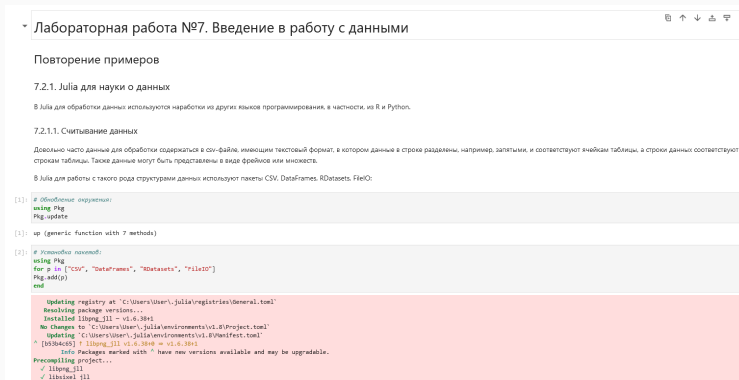 Лабораторная работа №7. Введение в работу с данными
Повторение примеров
7.2.1. Julia для науки о данных
В Julia для обработки данных используются наработки из других языков программирования, в частности, из R и Python.
7.2.1.1. Считывание данных
Довольно часто данные для обработки содержаться в csv-файле, имеющим текстовый формат, в котором данные в строке разделены, например, запятыми, и соответствуют ячейкам таблицы, а строки данных соответствуют
строкам таблицы. Также данные могут быть представлены в виде фреймов или множеств.
В Julia для работы с такого рода структурами данных используют пакеты CSV, DataFrames, RDatasets, FileIO:
[1]: # Обновление окружения:
using Pkg
Pkg.update
[1]: up (generic function with 7 methods)
[2]: # Установка пакетов:
using Pkg
for p in ["CSV", "DataFrames", "RDatasets", "FileIO"]
Pkg.add(p)
end
Updating registry at `C:\Users\User\.julia\registries\General.toml`
Resolving package versions...
Installed libpng_jll ─ v1.6.38+1
No Changes to `C:\Users\User\.julia\environments\v1.8\Project.toml`
Updating `C:\Users\User\.julia\environments\v1.8\Manifest.toml`
^ [b53b4c65] ↑ libpng_jll v1.6.38+0 ⇒ v1.6.38+1
Info Packages marked with ^ have new versions available and may be upgradable.
Precompiling project...
✓ libpng_jll
✓ libsixel_jll